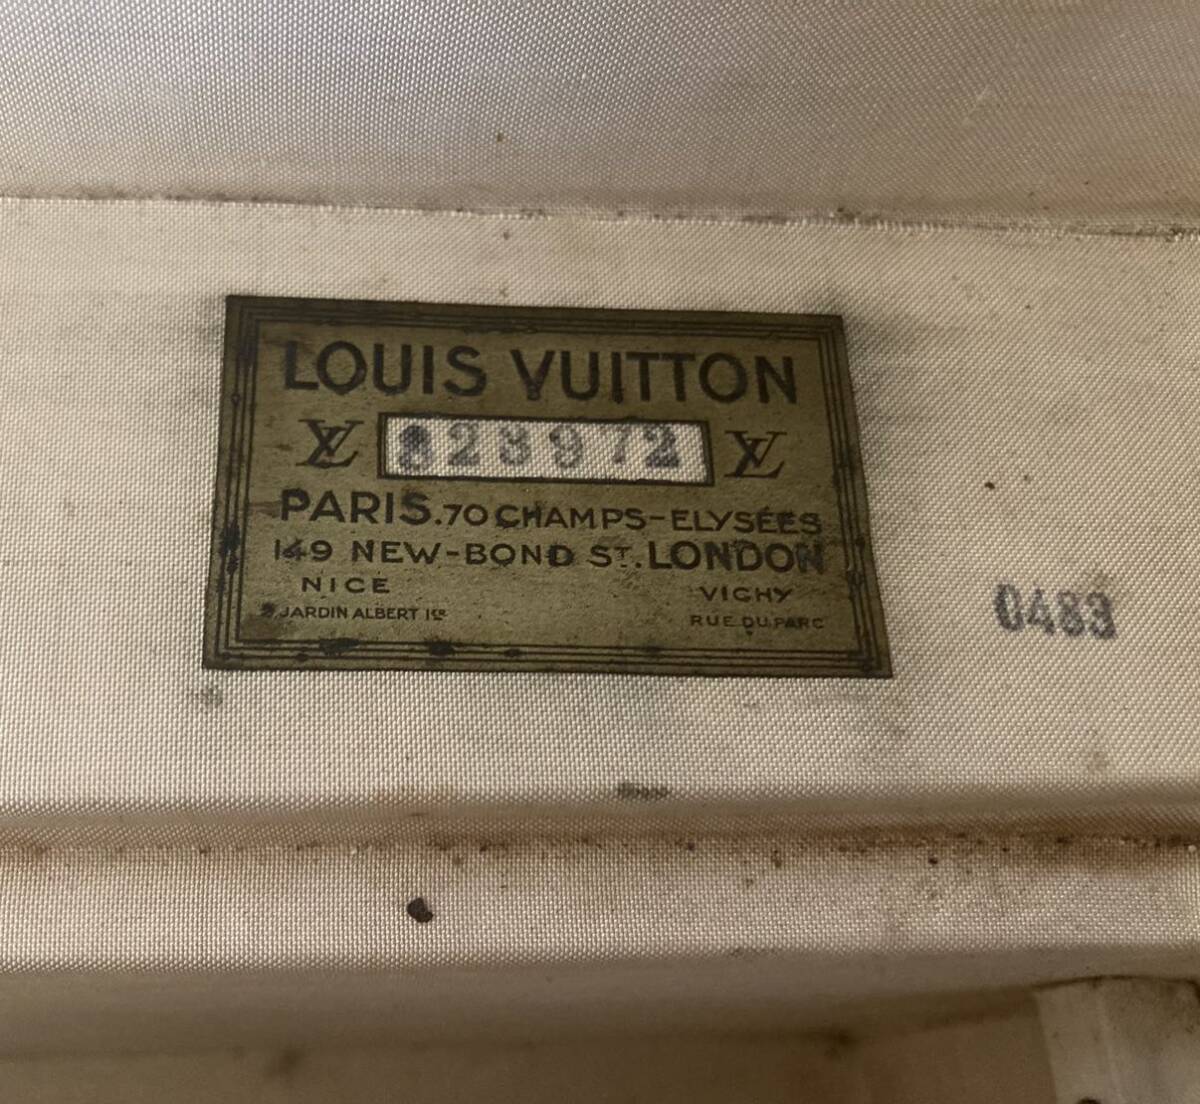 LOUIS VUITTON
LV 823972 LV
PARIS.70 CHAMPS-ELYSÉES
149 NEW-BOND ST. LONDON
NICE VICHY
JARDIN ALBERT 1ER RUE DU PARC
0483